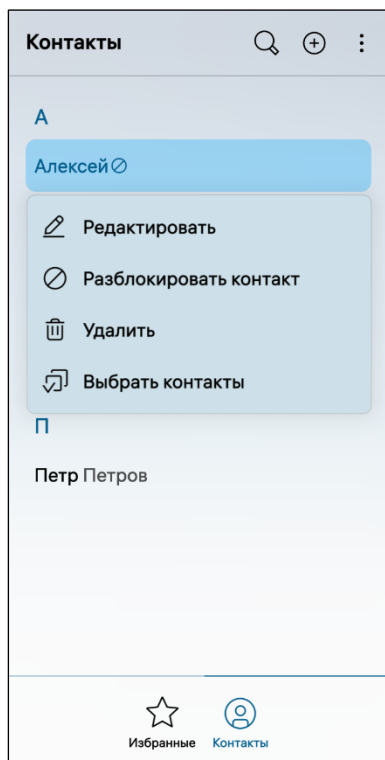 Контакты
А
Алексей
Редактировать
Разблокировать контакт
Удалить
Выбрать контакты
П
Петр Петров
Избранные Контакты